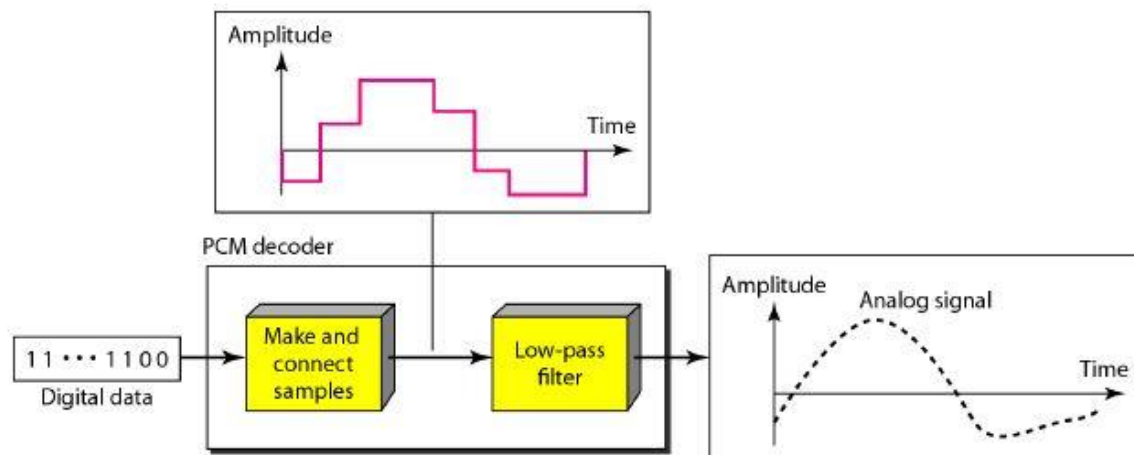 Amplitude
Time
PCM decoder
Make and
connect
samples
Low-pass
filter
11 ••• 1100
Digital data
Amplitude
Analog signal
Time